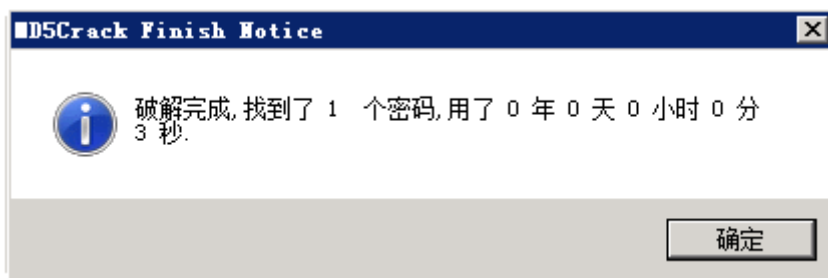 MD5Crack Finish Notice
破解完成,找到了 1 个密码,用了 0 年 0 天 0 小时 0 分
3 秒.
确定